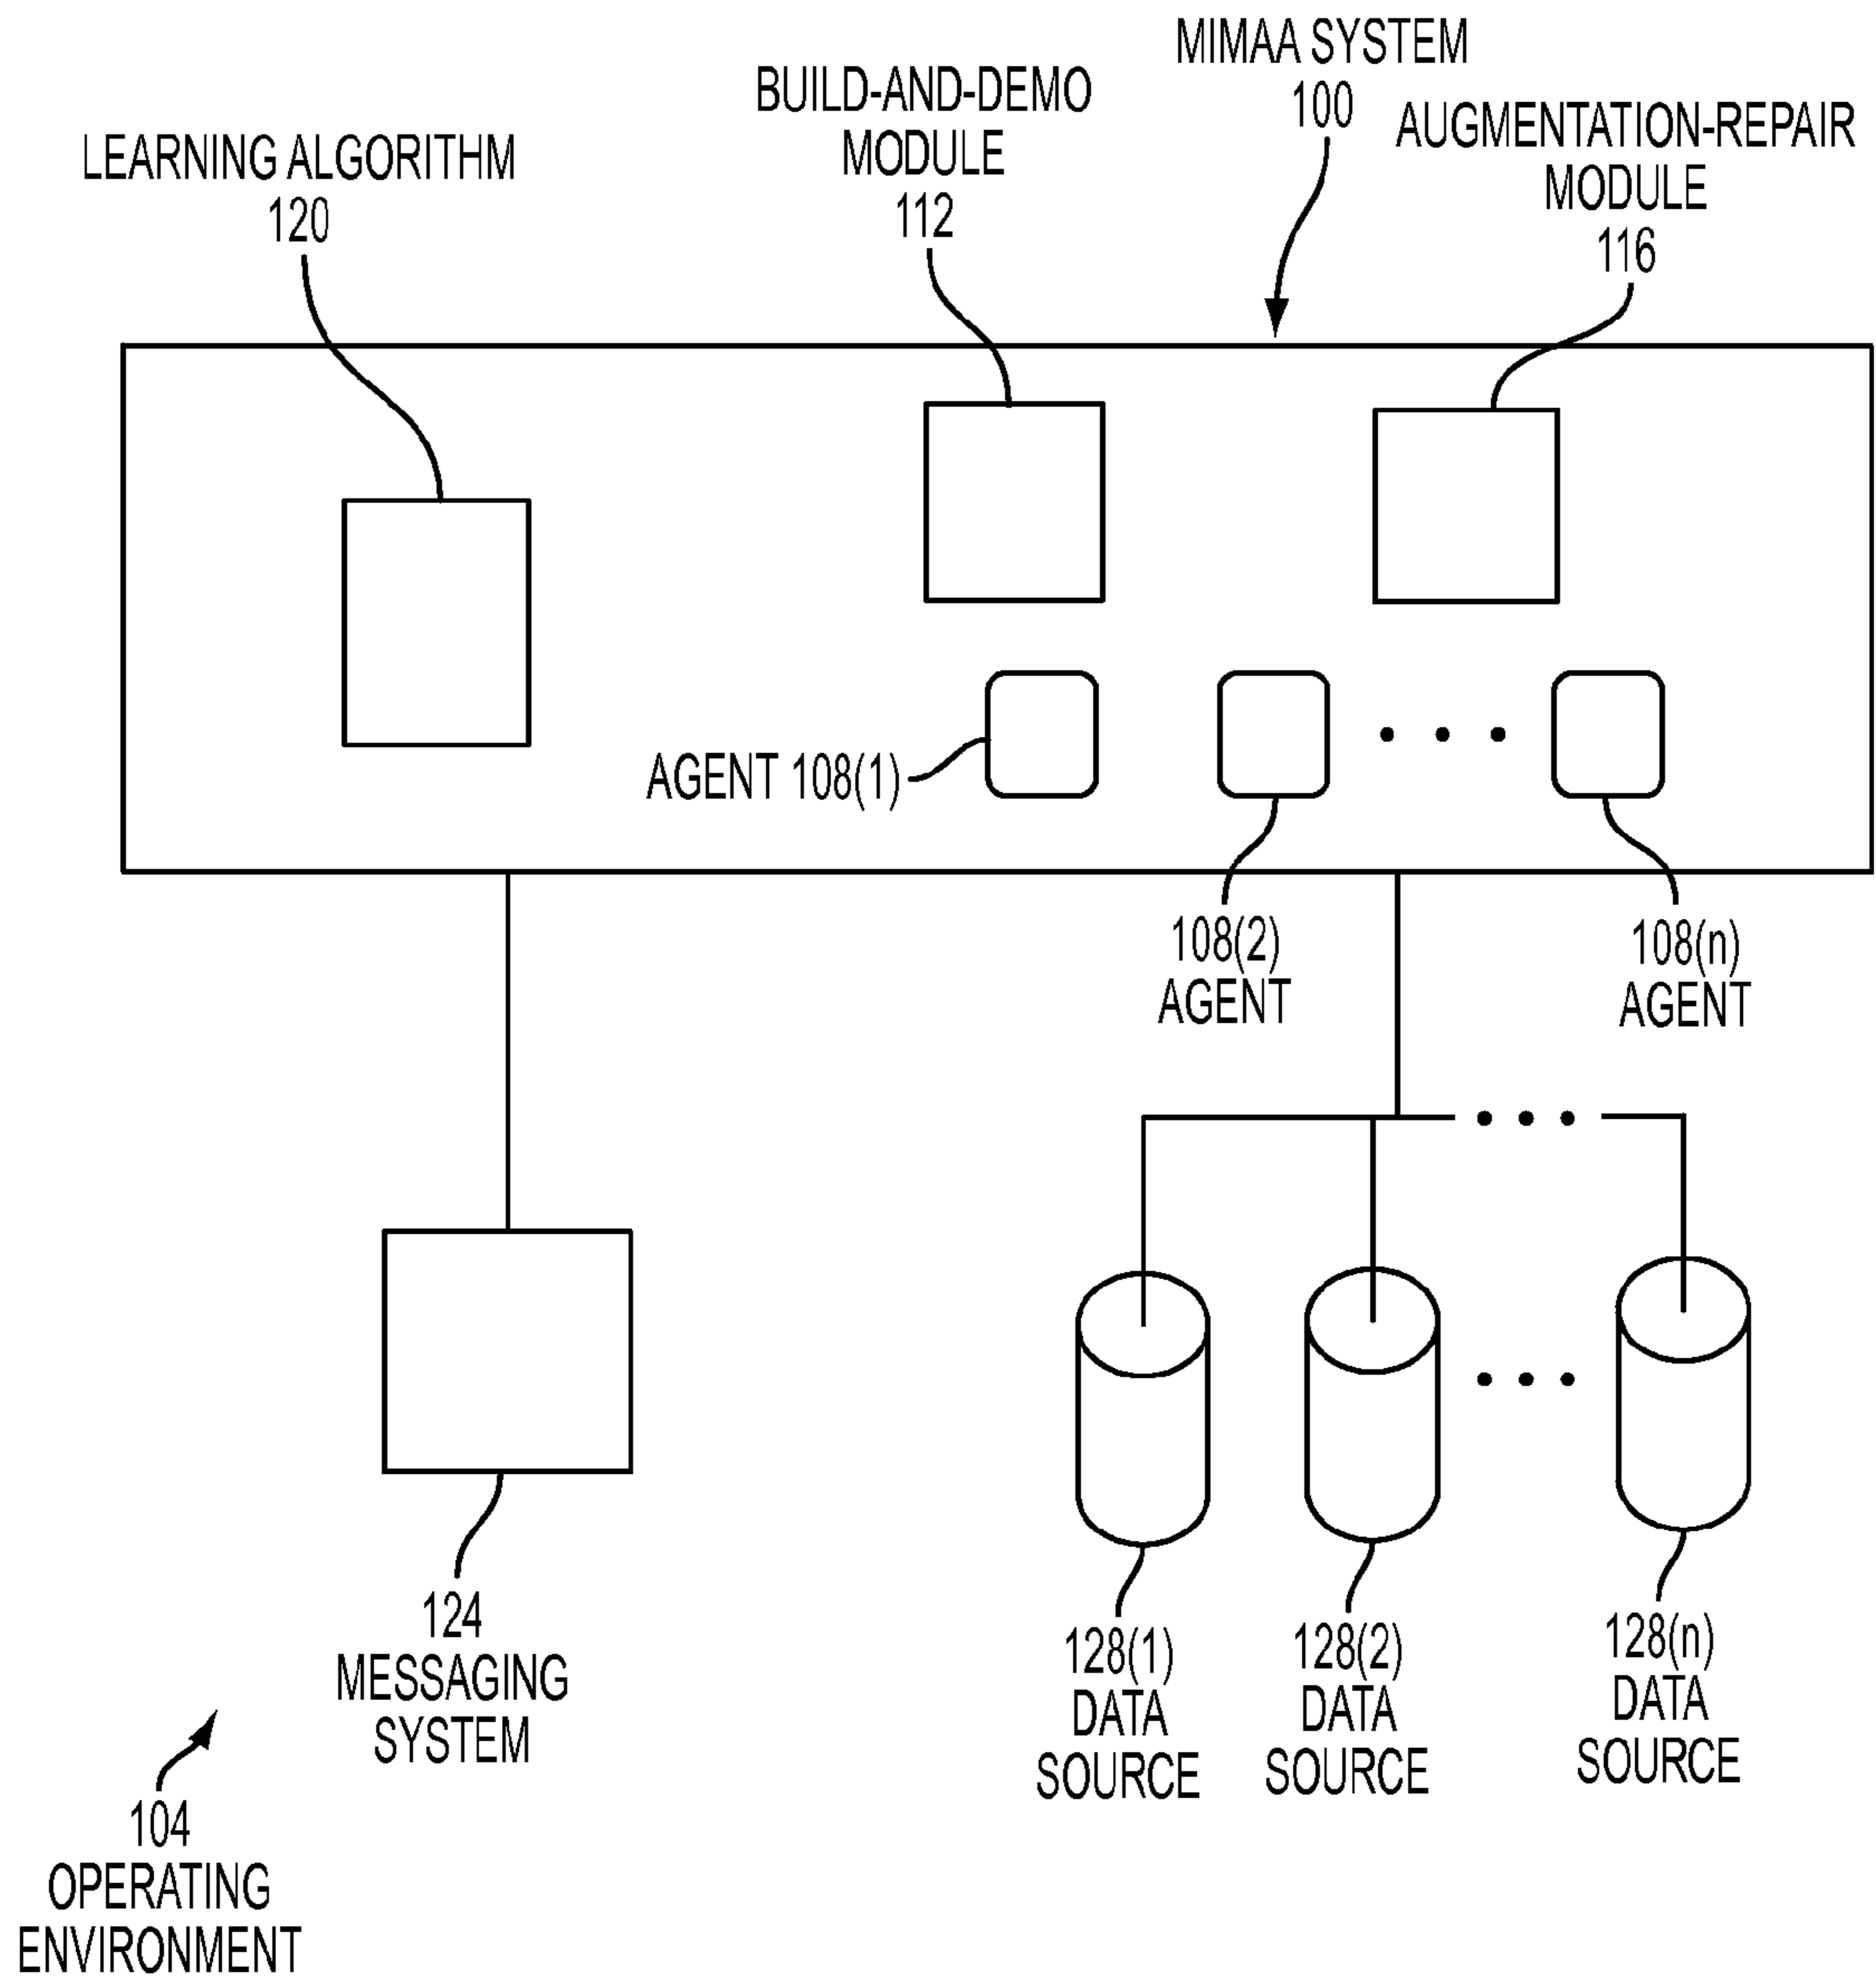 MIMAA SYSTEM
100
BUILD-AND-DEMO
MODULE
112
AUGMENTATION-REPAIR
MODULE
116
LEARNING ALGORITHM
120
AGENT 108(1)
108(2)
AGENT
108(n)
AGENT
124
MESSAGING
SYSTEM
128(1)
DATA
SOURCE
128(2)
DATA
SOURCE
128(n)
DATA
SOURCE
104
OPERATING
ENVIRONMENT